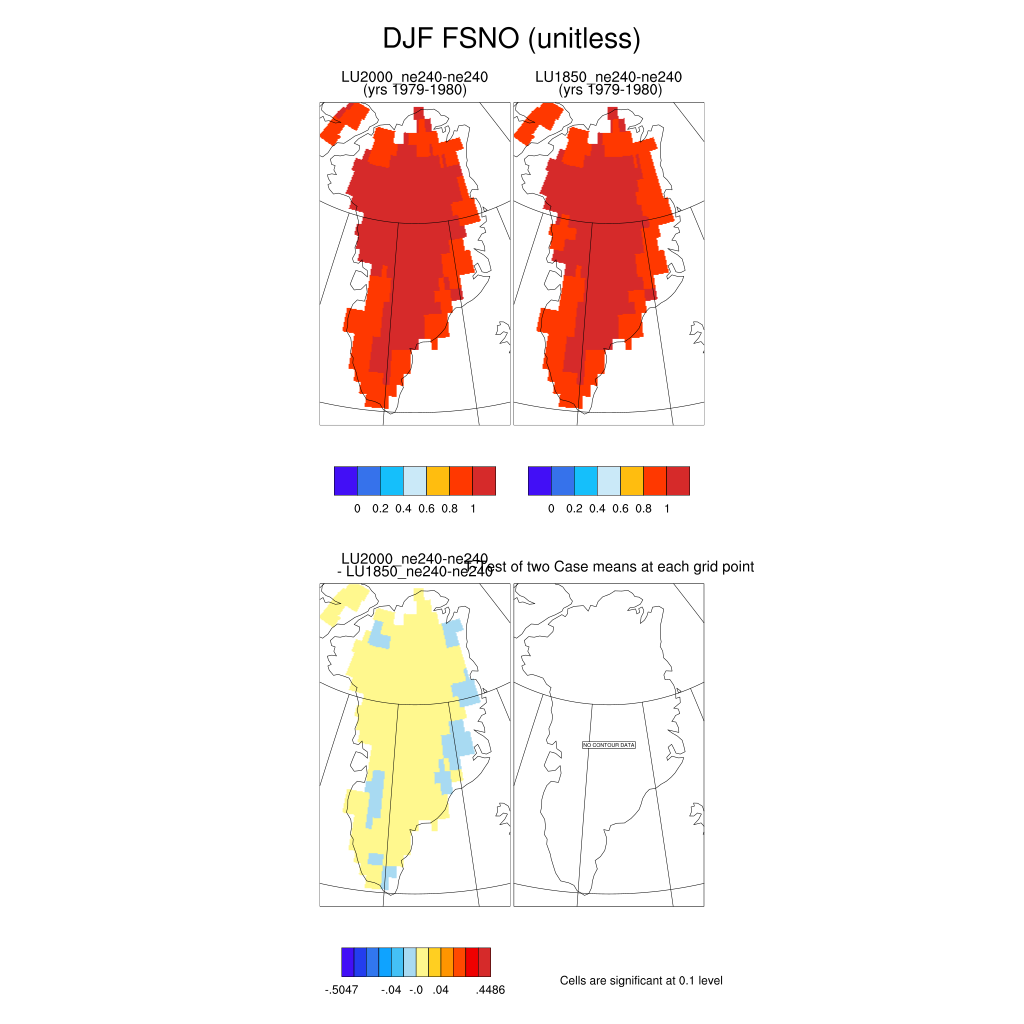 DJF FSNO (unitless)
LU2000_ne240-ne240
(yrs 1979-1980)
LU1850_ne240-ne240
(yrs 1979-1980)
0 0.2 0.4 0.6 0.8 1
0 0.2 0.4 0.6 0.8 1
LU2000_ne240-ne240
- LU1850_ne240-ne240
T-Test of two Case means at each grid point
NO CONTOUR DATA
-.5047 -.04 -.0 .04 .4486
Cells are significant at 0.1 level